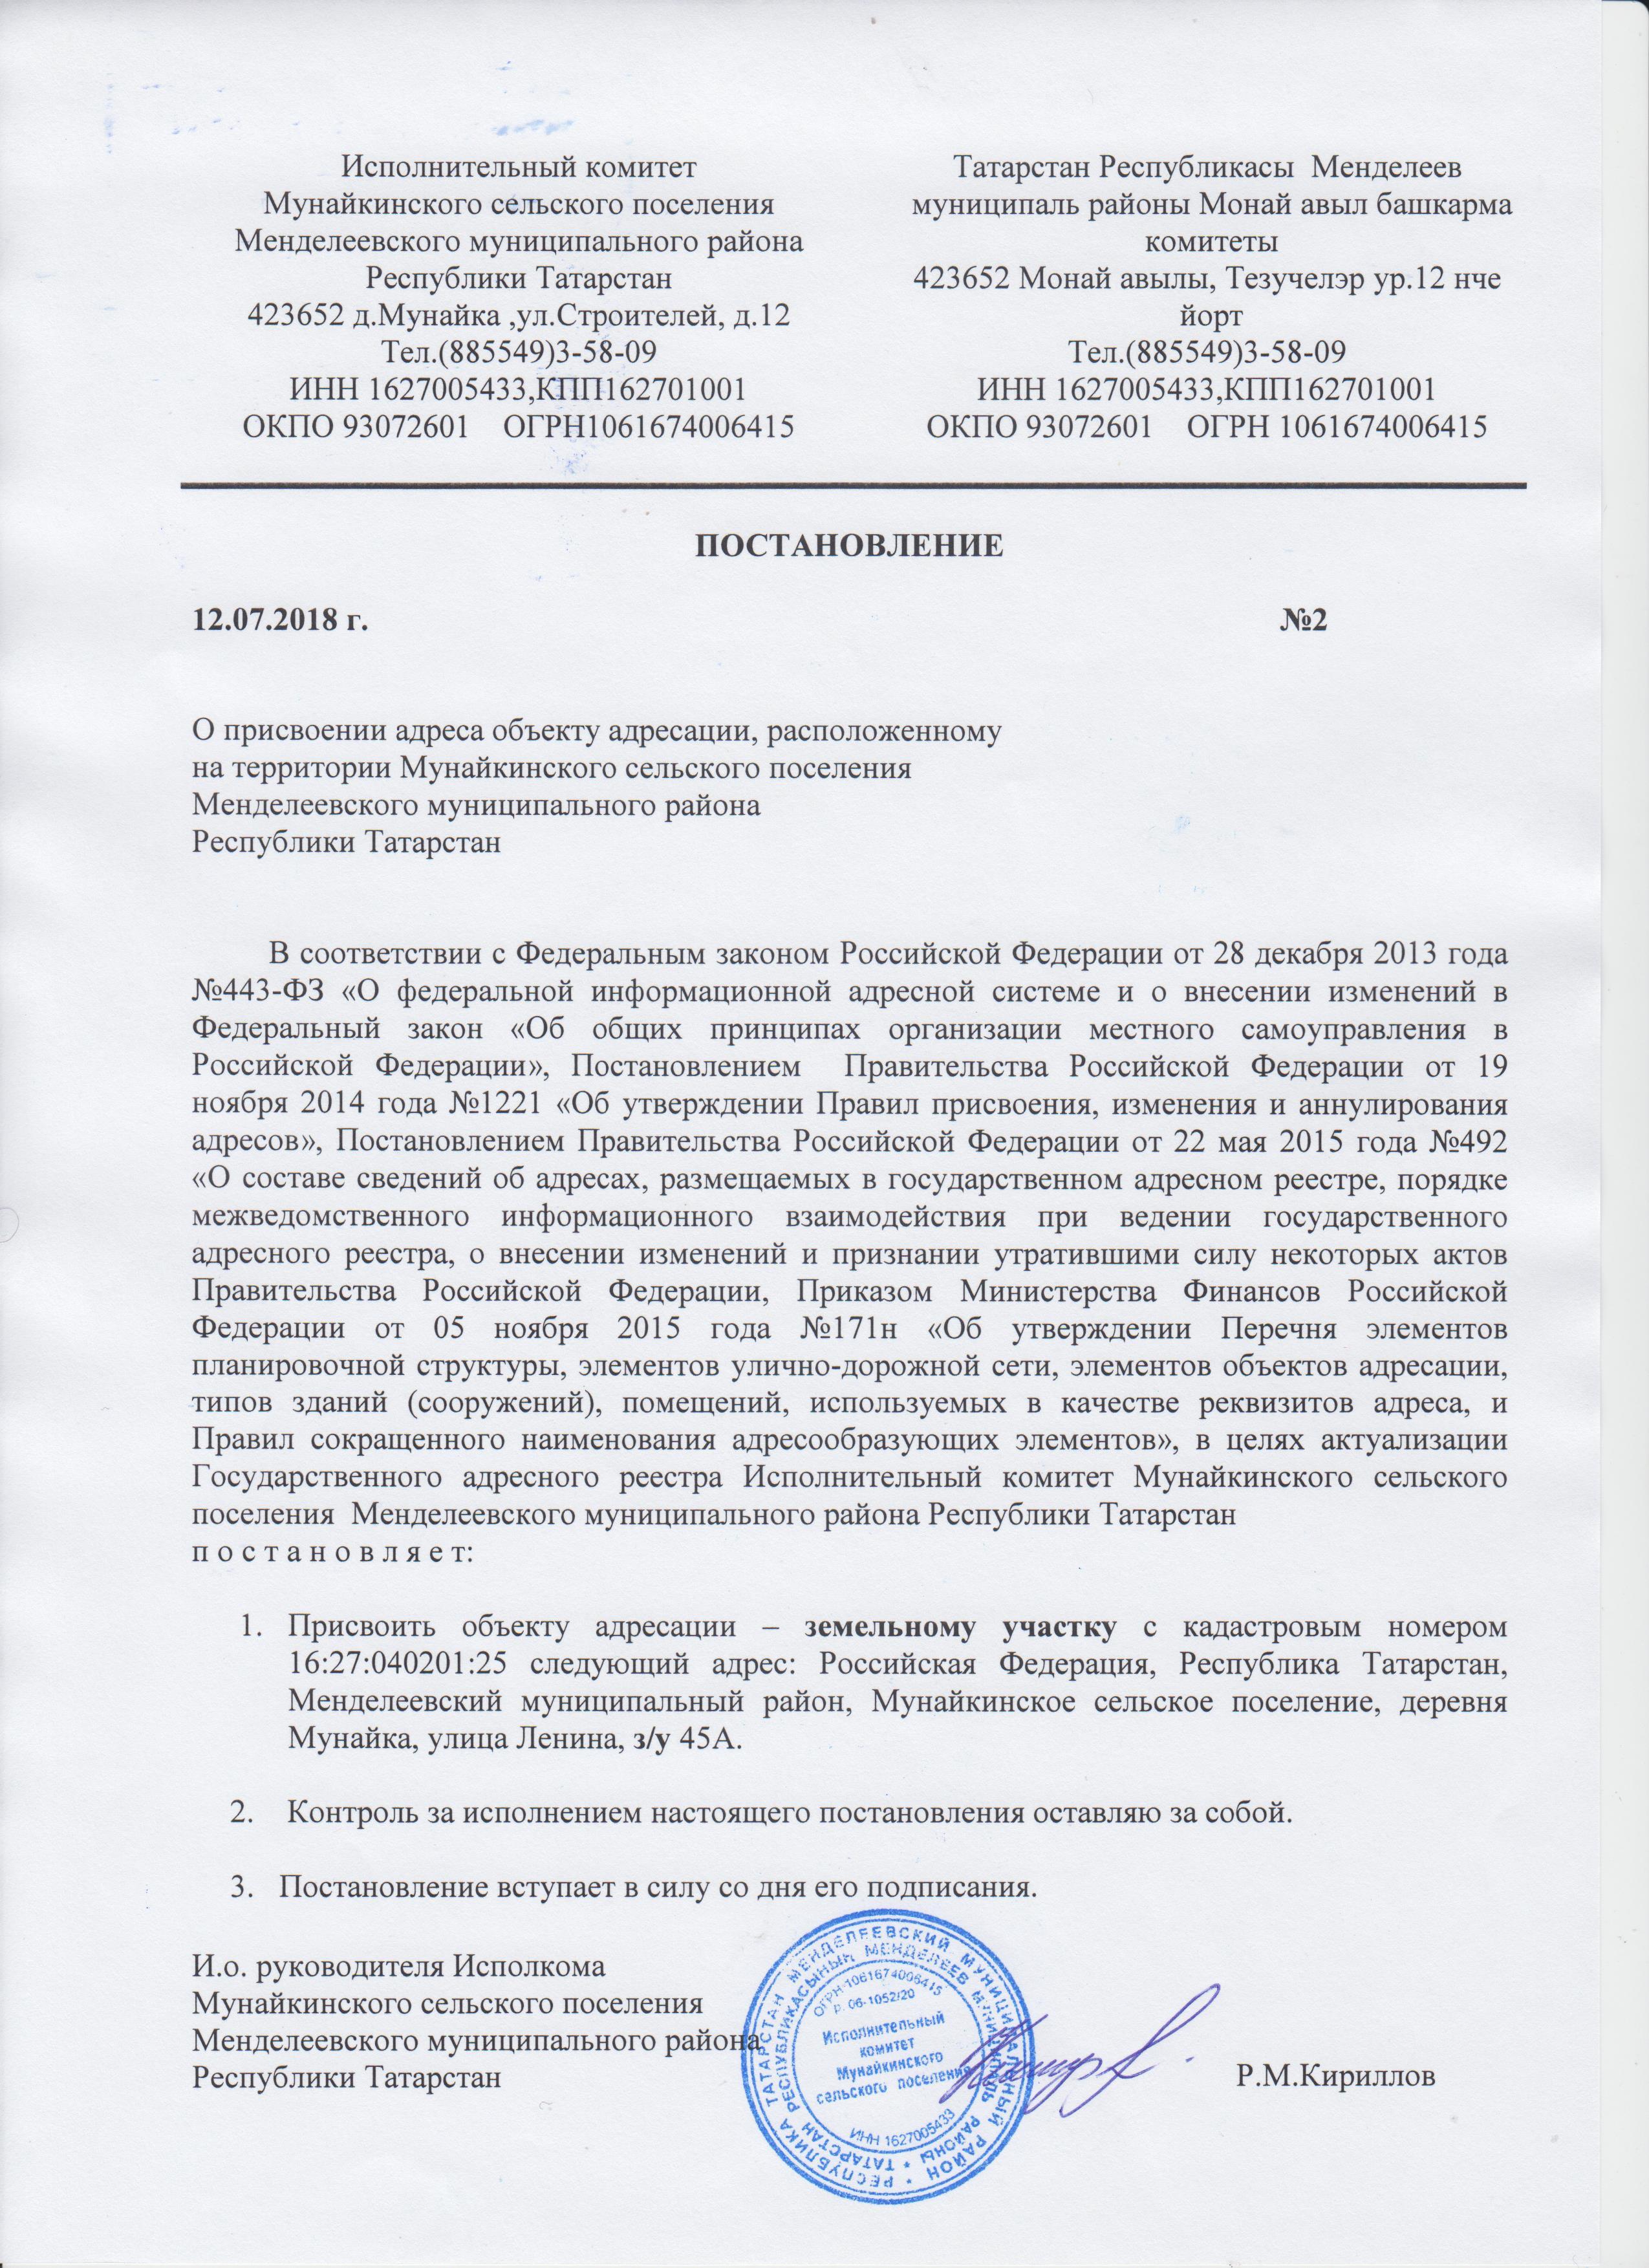 Исполнительный комитет
Мунайкинского сельского поселения
Менделеевского муниципального района
Республики Татарстан
423652 д.Мунайка ,ул.Строителей, д.12
Тел.(885549)3-58-09
ИНН 1627005433,КПП162701001
ОКПО 93072601 ОГРН1061674006415
Татарстан Республикасы Менделеев
муниципаль районы Монай авыл башкарма
комитеты
423652 Монай авылы, Тезучелэр ур.12 нче
йорт
Тел.(885549)3-58-09
ИНН 1627005433,КПП162701001
ОКПО 93072601 ОГРН 1061674006415
ПОСТАНОВЛЕНИЕ
12.07.2018 г. №2
О присвоении адреса объекту адресации, расположенному
на территории Мунайкинского сельского поселения
Менделеевского муниципального района
Республики Татарстан
В соответствии с Федеральным законом Российской Федерации от 28 декабря 2013 года
№443-ФЗ «О федеральной информационной адресной системе и о внесении изменений в
Федеральный закон «Об общих принципах организации местного самоуправления в
Российской Федерации», Постановлением Правительства Российской Федерации от 19
ноября 2014 года №1221 «Об утверждении Правил присвоения, изменения и аннулирования
адресов», Постановлением Правительства Российской Федерации от 22 мая 2015 года №492
«О составе сведений об адресах, размещаемых в государственном адресном реестре, порядке
межведомственного информационного взаимодействия при ведении государственного
адресного реестра, о внесении изменений и признании утратившими силу некоторых актов
Правительства Российской Федерации, Приказом Министерства Финансов Российской
Федерации от 05 ноября 2015 года №171н «Об утверждении Перечня элементов
планировочной структуры, элементов улично-дорожной сети, элементов объектов адресации,
типов зданий (сооружений), помещений, используемых в качестве реквизитов адреса, и
Правил сокращенного наименования адресообразующих элементов», в целях актуализации
Государственного адресного реестра Исполнительный комитет Мунайкинского сельского
поселения Менделеевского муниципального района Республики Татарстан
п о с т а н о в л я е т:
1. Присвоить объекту адресации – земельному участку с кадастровым номером
16:27:040201:25 следующий адрес: Российская Федерация, Республика Татарстан,
Менделеевский муниципальный район, Мунайкинское сельское поселение, деревня
Мунайка, улица Ленина, з/у 45А.
2. Контроль за исполнением настоящего постановления оставляю за собой.
3. Постановление вступает в силу со дня его подписания.
И.о. руководителя Исполкома
Мунайкинского сельского поселения
Менделеевского муниципального района
Республики Татарстан Р.М.Кириллов
РЕСПУБЛИКА ТАТАРСТАН МЕНДЕЛЕЕВСКИЙ МУНИЦИПАЛЬНЫЙ РАЙОН
ТАТАРСТАН РЕСПУБЛИКАСЫНЫҢ МЕНДЕЛЕЕВ МУНИЦИПАЛЬ РАЙОНЫ
ОГРН 1061674006415
р. 06-1052/20
Исполнительный
комитет
Мунайкинского
сельского поселения
ИНН 1627005433